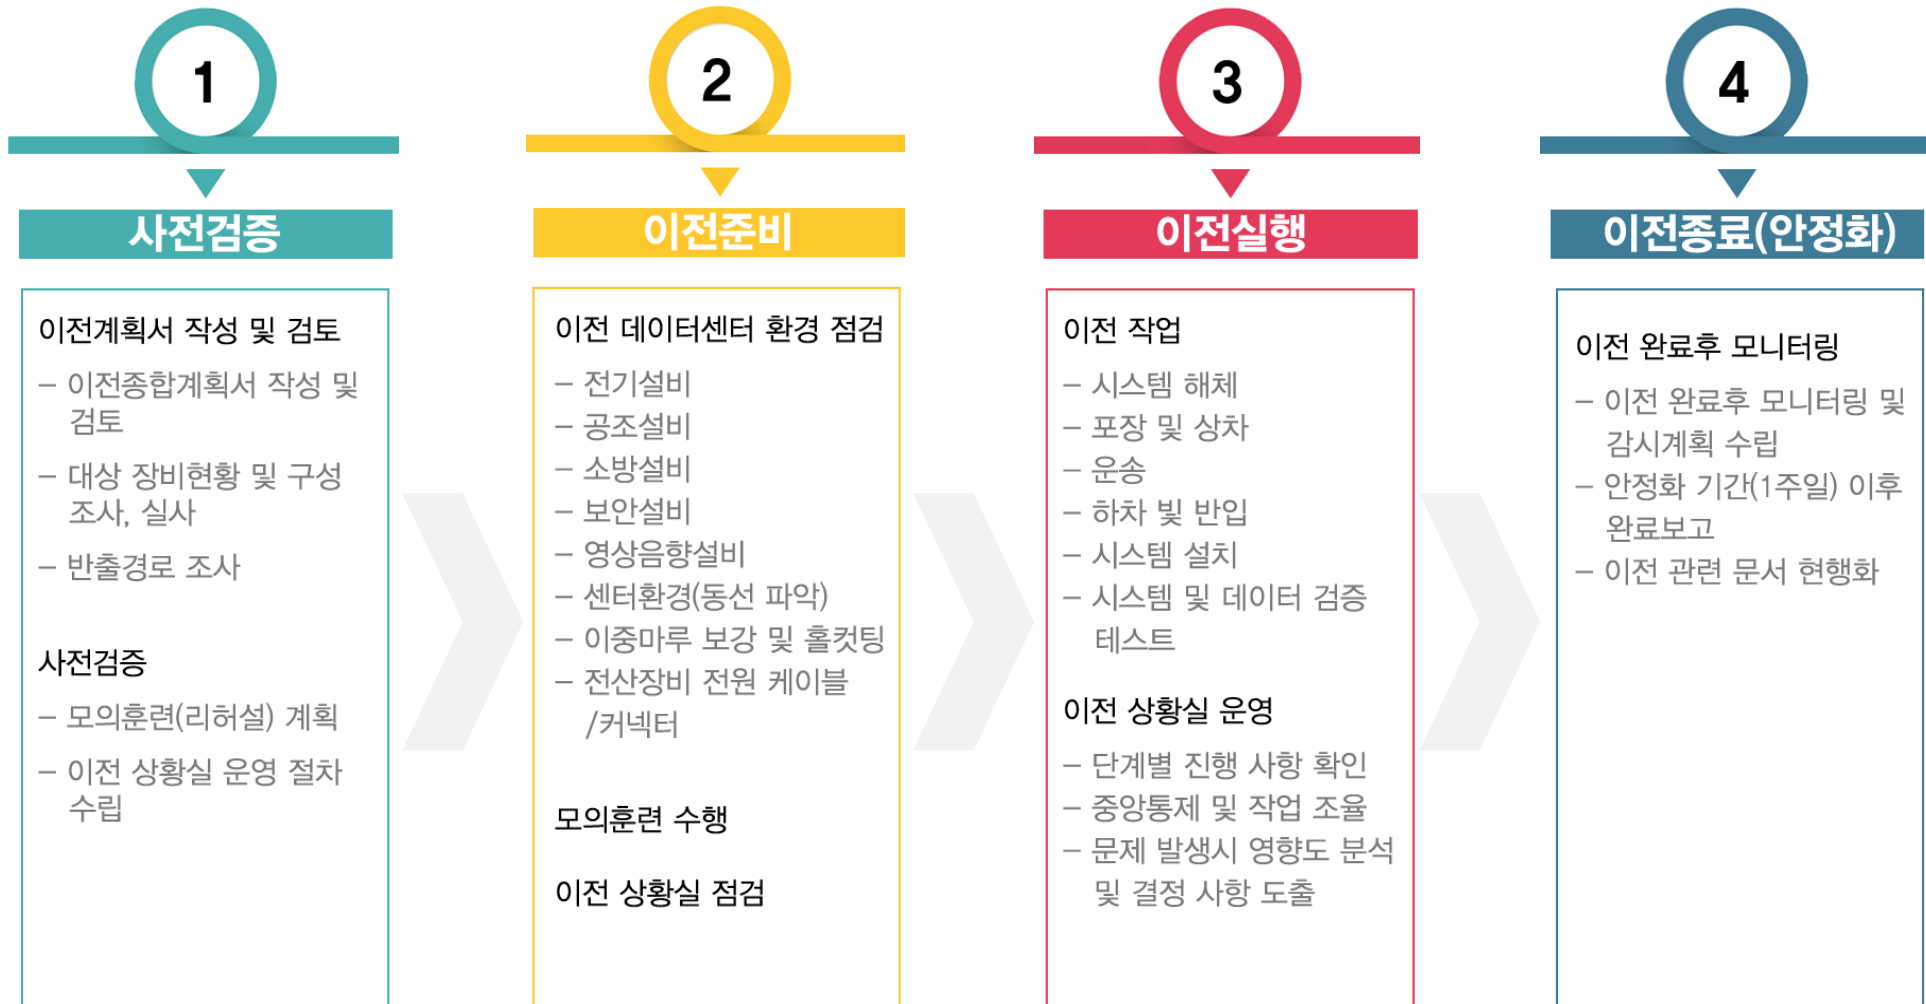 1
사전검증
이전계획서 작성 및 검토
– 이전종합계획서 작성 및
검토
– 대상 장비현황 및 구성
조사, 실사
– 반출경로 조사
사전검증
– 모의훈련(리허설) 계획
– 이전 상황실 운영 절차
수립
2
이전준비
이전 데이터센터 환경 점검
– 전기설비
– 공조설비
– 소방설비
– 보안설비
– 영상음향설비
– 센터환경(동선 파악)
– 이중마루 보강 및 홀컷팅
– 전산장비 전원 케이블
/커넥터
모의훈련 수행
이전 상황실 점검
3
이전실행
이전 작업
– 시스템 해체
– 포장 및 상차
– 운송
– 하차 빛 반입
– 시스템 설치
– 시스템 및 데이터 검증
테스트
이전 상황실 운영
– 단계별 진행 사항 확인
– 중앙통제 및 작업 조율
– 문제 발생시 영향도 분석
및 결정 사항 도출
4
이전종료(안정화)
이전 완료후 모니터링
– 이전 완료후 모니터링 및
감시계획 수립
– 안정화 기간(1주일) 이후
완료보고
– 이전 관련 문서 현행화